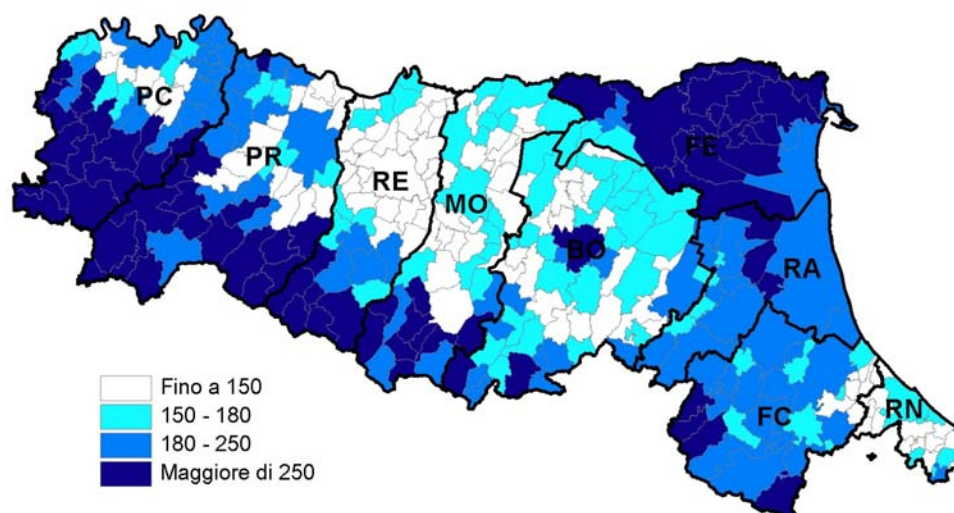 PC
PR
RE
MO
BO
FE
RA
FC
RN
Fino a 150
150 - 180
180 - 250
Maggiore di 250